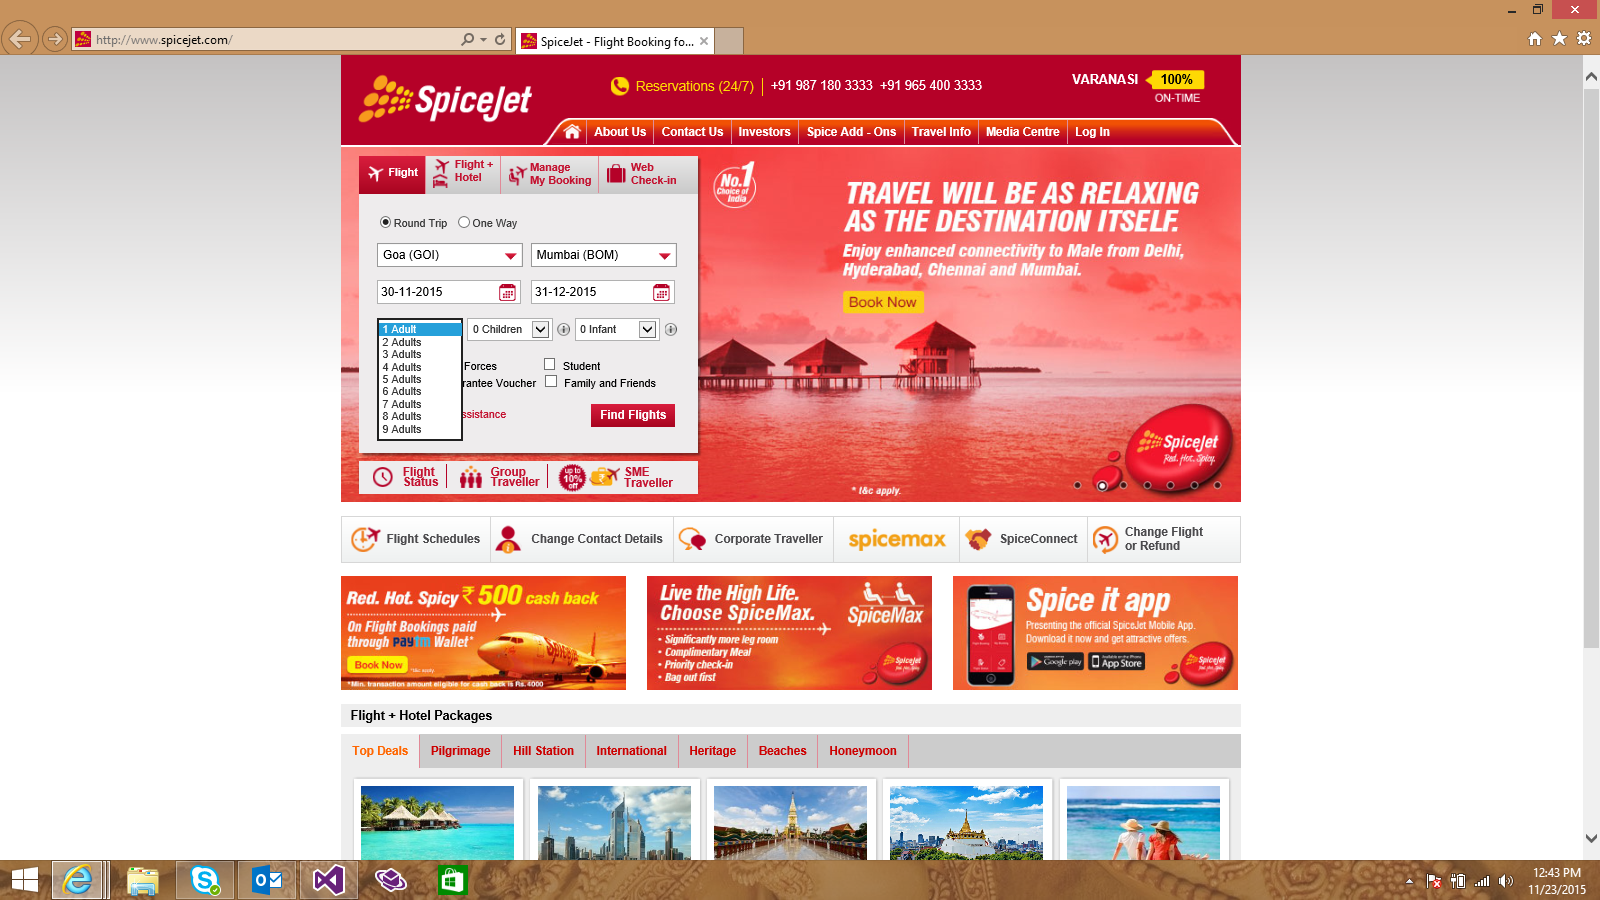 http://www.spicejet.com/
SpiceJet - Flight Booking fo...
SpiceJet
Reservations (24/7)
+91 987 180 3333 +91 965 400 3333
VARANASI
100%
ON-TIME
About Us
Contact Us
Investors
Spice Add - Ons
Travel Info
Media Centre
Log In
Flight
Flight +
Hotel
Manage
My Booking
Web
Check-in
Round Trip
One Way
Goa (GOI)
Mumbai (BOM)
30-11-2015
31-12-2015
1 Adult
2 Adults
3 Adults
4 Adults
5 Adults
6 Adults
7 Adults
8 Adults
9 Adults
0 Children
0 Infant
Forces
Student
rantee Voucher
Family and Friends
ssistance
Find Flights
Flight
Status
Group
Traveller
up to
10%
off
SME
Traveller
No.1
Choice of
India
TRAVEL WILL BE AS RELAXING
AS THE DESTINATION ITSELF.
Enjoy enhanced connectivity to Male from Delhi,
Hyderabad, Chennai and Mumbai.
Book Now
SpiceJet
Red. Hot. Spicy.
* t&c apply.
Flight Schedules
Change Contact Details
Corporate Traveller
spicemax
SpiceConnect
Change Flight
or Refund
Red. Hot. Spicy ₹ 500 cash back
On Flight Bookings paid
through paytm Wallet*
Book Now
*t&c apply
*Min. transaction amount eligible for cash back is Rs. 4000
Live the High Life.
Choose SpiceMax.
• Significantly more leg room
• Complimentary Meal
• Priority check-in
• Bag out first
SpiceMax
SpiceJet
Spice it app
Presenting the official SpiceJet Mobile App.
Download it now and get attractive offers.
Google play
App Store
SpiceJet
Flight + Hotel Packages
Top Deals
Pilgrimage
Hill Station
International
Heritage
Beaches
Honeymoon
12:43 PM
11/23/2015